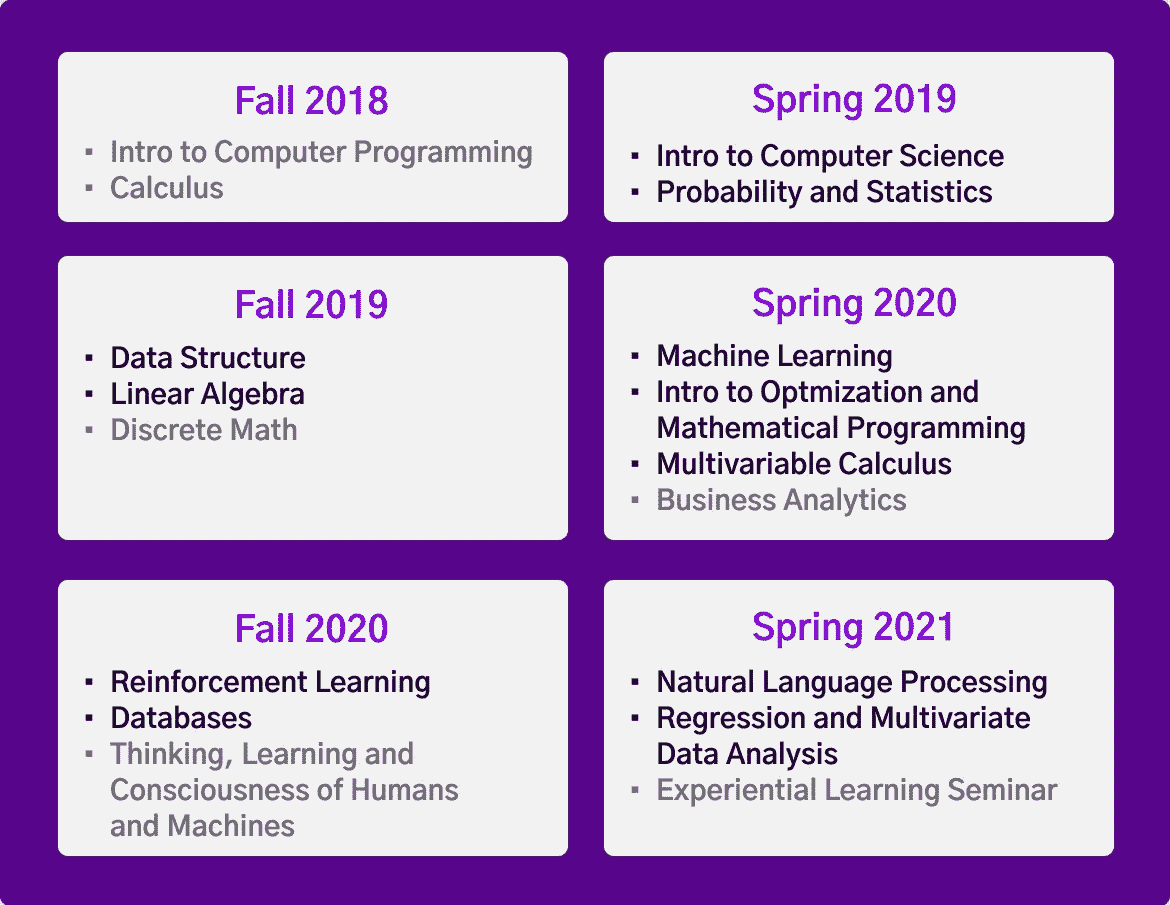 Fall 2018
▪ Intro to Computer Programming
▪ Calculus
Spring 2019
▪ Intro to Computer Science
▪ Probability and Statistics
Fall 2019
▪ Data Structure
▪ Linear Algebra
▪ Discrete Math
Spring 2020
▪ Machine Learning
▪ Intro to Optmization and
Mathematical Programming
▪ Multivariable Calculus
▪ Business Analytics
Fall 2020
▪ Reinforcement Learning
▪ Databases
▪ Thinking, Learning and
Consciousness of Humans
and Machines
Spring 2021
▪ Natural Language Processing
▪ Regression and Multivariate
Data Analysis
▪ Experiential Learning Seminar